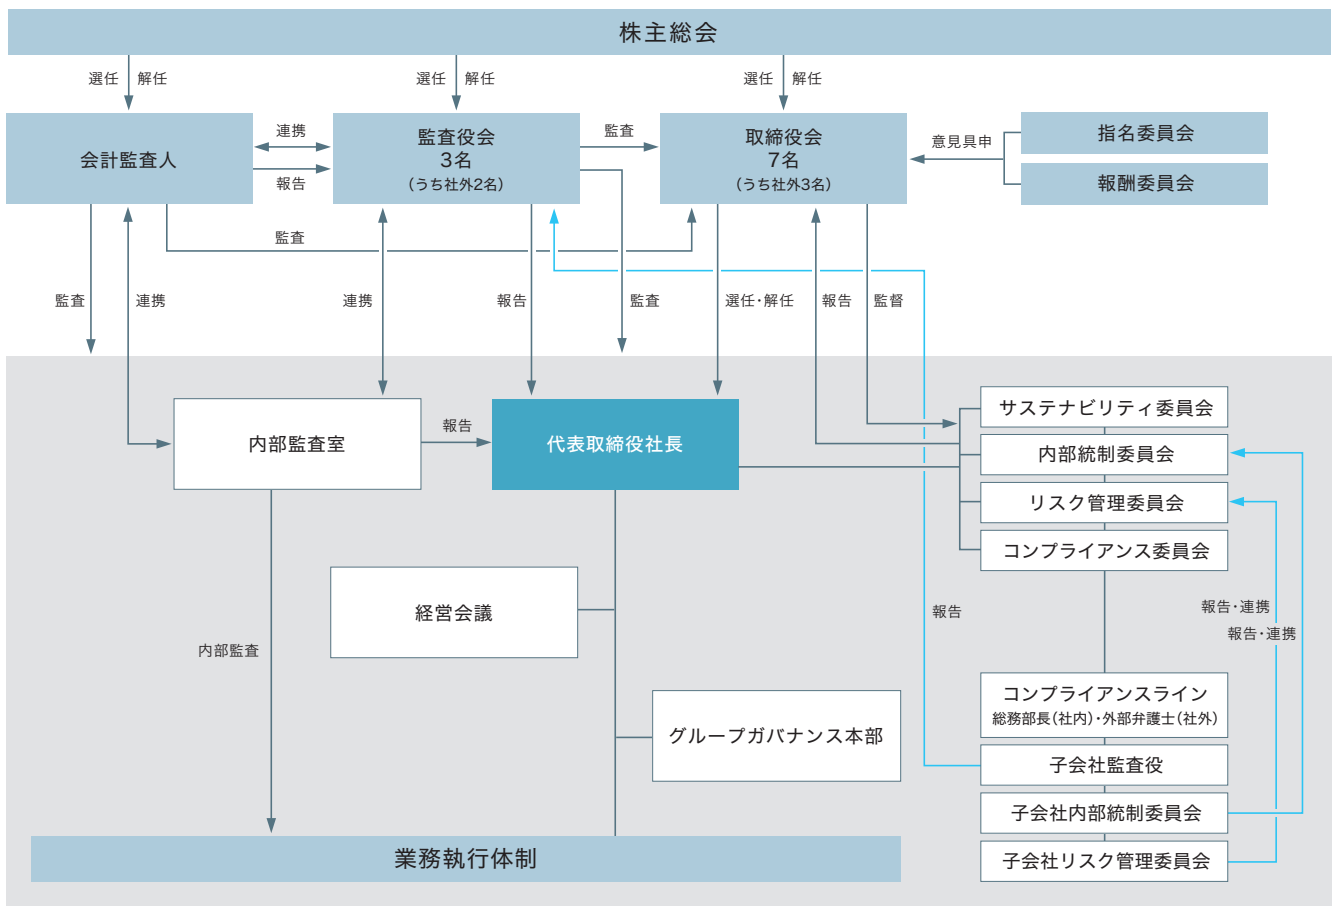 株主総会
選任
解任
選任
解任
選任
解任
会計監査人
連携
報告
監査役会
3名
（うち社外2名）
監査
取締役会
7名
（うち社外3名）
意見具申
指名委員会
報酬委員会
監査
監査
連携
連携
報告
監査
選任・解任
報告
監督
内部監査室
報告
代表取締役社長
サステナビリティ委員会
内部統制委員会
リスク管理委員会
コンプライアンス委員会
経営会議
報告
報告・連携
報告・連携
内部監査
グループガバナンス本部
コンプライアンスライン
総務部長（社内）・外部弁護士（社外）
子会社監査役
子会社内部統制委員会
子会社リスク管理委員会
業務執行体制